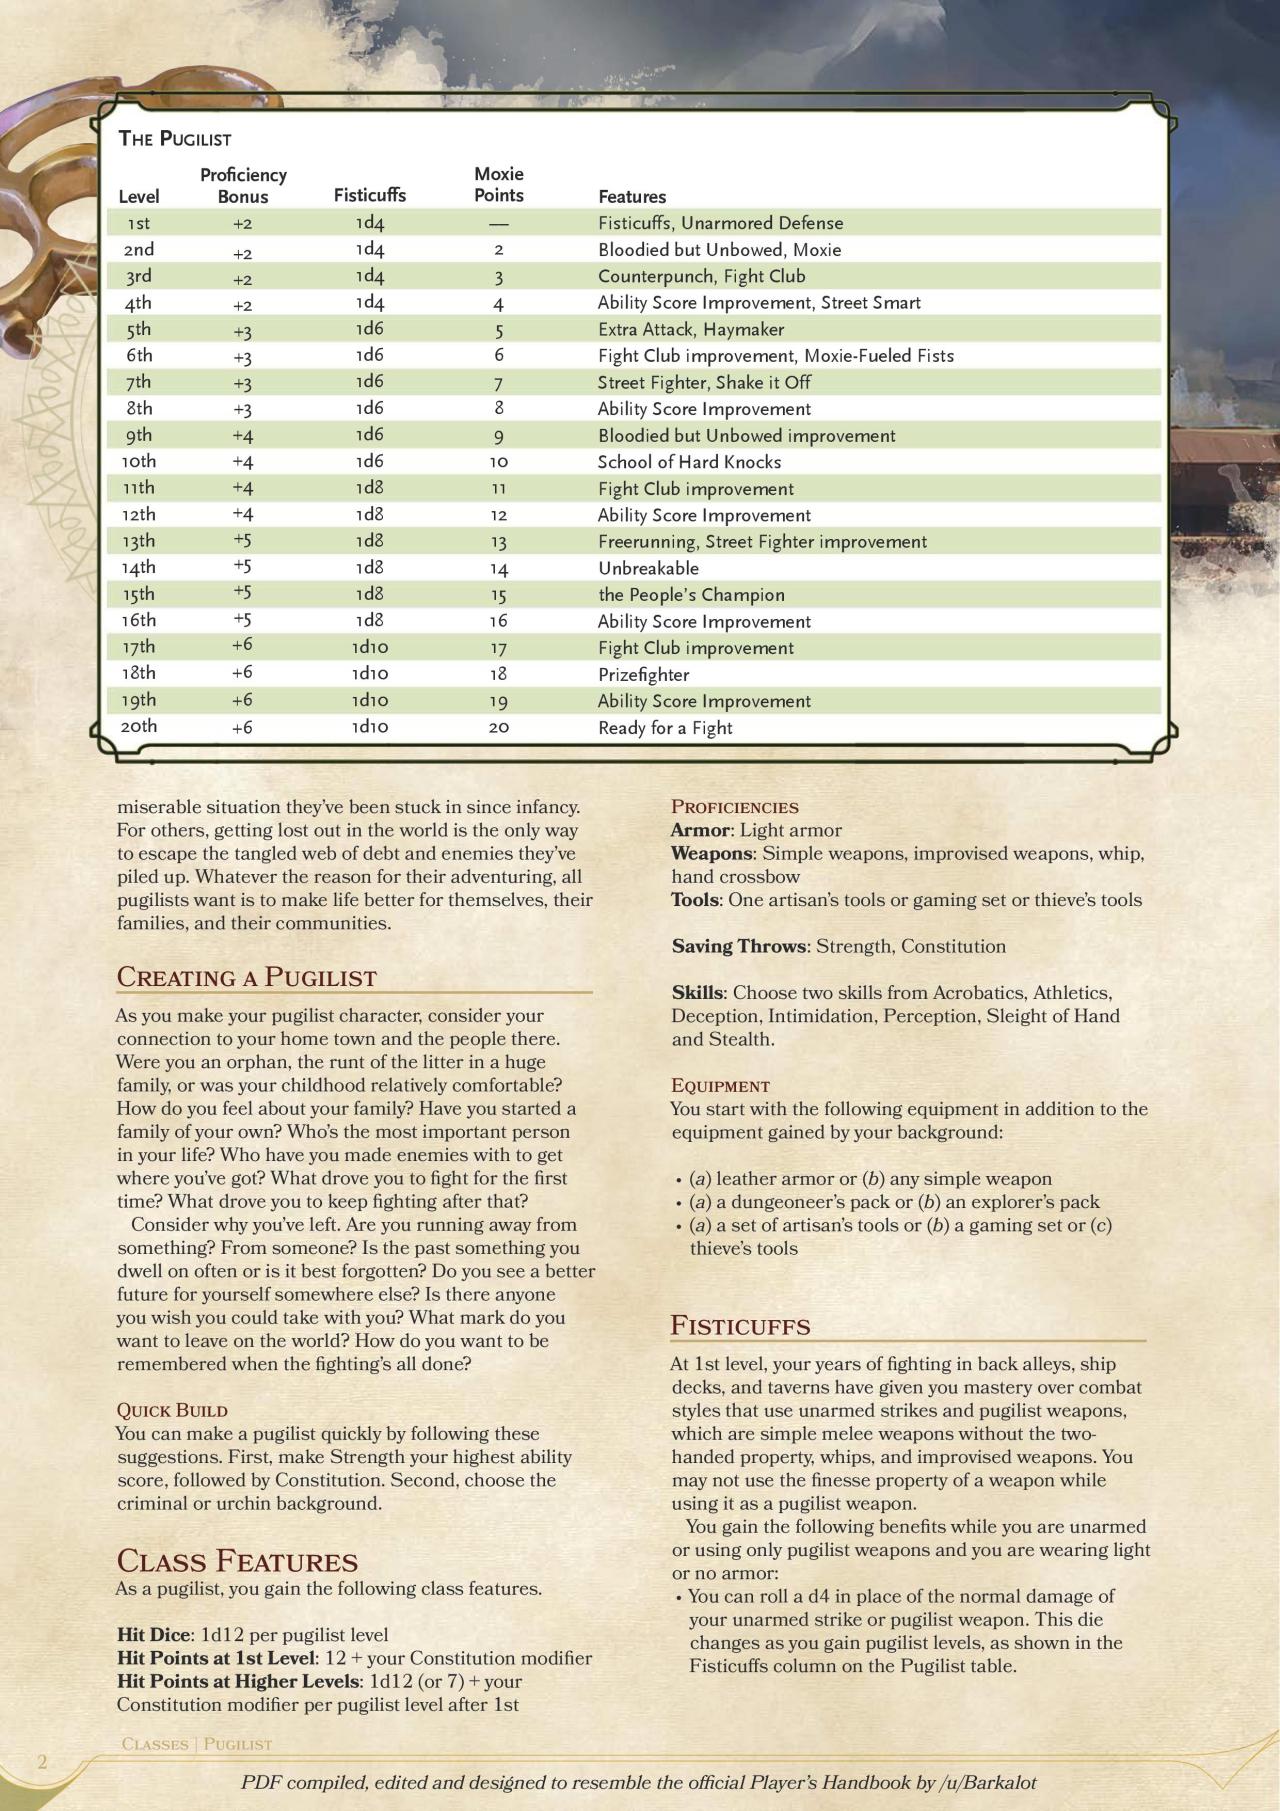 The Pugilist
Level Proficiency Bonus Fisticuffs Moxie Points Features
1st +2 1d4 — Fisticuffs, Unarmored Defense
2nd +2 1d4 2 Bloodied but Unbowed, Moxie
3rd +2 1d4 3 Counterpunch, Fight Club
4th +2 1d4 4 Ability Score Improvement, Street Smart
5th +3 1d6 5 Extra Attack, Haymaker
6th +3 1d6 6 Fight Club improvement, Moxie-Fueled Fists
7th +3 1d6 7 Street Fighter, Shake it Off
8th +3 1d6 8 Ability Score Improvement
9th +4 1d6 9 Bloodied but Unbowed improvement
10th +4 1d6 10 School of Hard Knocks
11th +4 1d8 11 Fight Club improvement
12th +4 1d8 12 Ability Score Improvement
13th +5 1d8 13 Freerunning, Street Fighter improvement
14th +5 1d8 14 Unbreakable
15th +5 1d8 15 the People's Champion
16th +5 1d8 16 Ability Score Improvement
17th +6 1d10 17 Fight Club improvement
18th +6 1d10 18 Prizefighter
19th +6 1d10 19 Ability Score Improvement
20th +6 1d10 20 Ready for a Fight
miserable situation they've been stuck in since infancy.
For others, getting lost out in the world is the only way
to escape the tangled web of debt and enemies they've
piled up. Whatever the reason for their adventuring, all
pugilists want is to make life better for themselves, their
families, and their communities.
Creating a Pugilist
As you make your pugilist character, consider your
connection to your home town and the people there.
Were you an orphan, the runt of the litter in a huge
family, or was your childhood relatively comfortable?
How do you feel about your family? Have you started a
family of your own? Who's the most important person
in your life? Who have you made enemies with to get
where you've got? What drove you to fight for the first
time? What drove you to keep fighting after that?
Consider why you've left. Are you running away from
something? From someone? Is the past something you
dwell on often or is it best forgotten? Do you see a better
future for yourself somewhere else? Is there anyone
you wish you could take with you? What mark do you
want to leave on the world? How do you want to be
remembered when the fighting's all done?
Quick Build
You can make a pugilist quickly by following these
suggestions. First, make Strength your highest ability
score, followed by Constitution. Second, choose the
criminal or urchin background.
Class Features
As a pugilist, you gain the following class features.
Hit Dice: 1d12 per pugilist level
Hit Points at 1st Level: 12 + your Constitution modifier
Hit Points at Higher Levels: 1d12 (or 7) + your
Constitution modifier per pugilist level after 1st
Proficiencies
Armor: Light armor
Weapons: Simple weapons, improvised weapons, whip,
hand crossbow
Tools: One artisan's tools or gaming set or thieve's tools
Saving Throws: Strength, Constitution
Skills: Choose two skills from Acrobatics, Athletics,
Deception, Intimidation, Perception, Sleight of Hand
and Stealth.
Equipment
You start with the following equipment in addition to the
equipment gained by your background:
• (a) leather armor or (b) any simple weapon
• (a) a dungeoneer's pack or (b) an explorer's pack
• (a) a set of artisan's tools or (b) a gaming set or (c)
thieve's tools
Fisticuffs
At 1st level, your years of fighting in back alleys, ship
decks, and taverns have given you mastery over combat
styles that use unarmed strikes and pugilist weapons,
which are simple melee weapons without the two-
handed property, whips, and improvised weapons. You
may not use the finesse property of a weapon while
using it as a pugilist weapon.
You gain the following benefits while you are unarmed
or using only pugilist weapons and you are wearing light
or no armor:
• You can roll a d4 in place of the normal damage of
your unarmed strike or pugilist weapon. This die
changes as you gain pugilist levels, as shown in the
Fisticuffs column on the Pugilist table.
Classes | Pugilist
2
PDF compiled, edited and designed to resemble the official Player's Handbook by /u/Barkalot